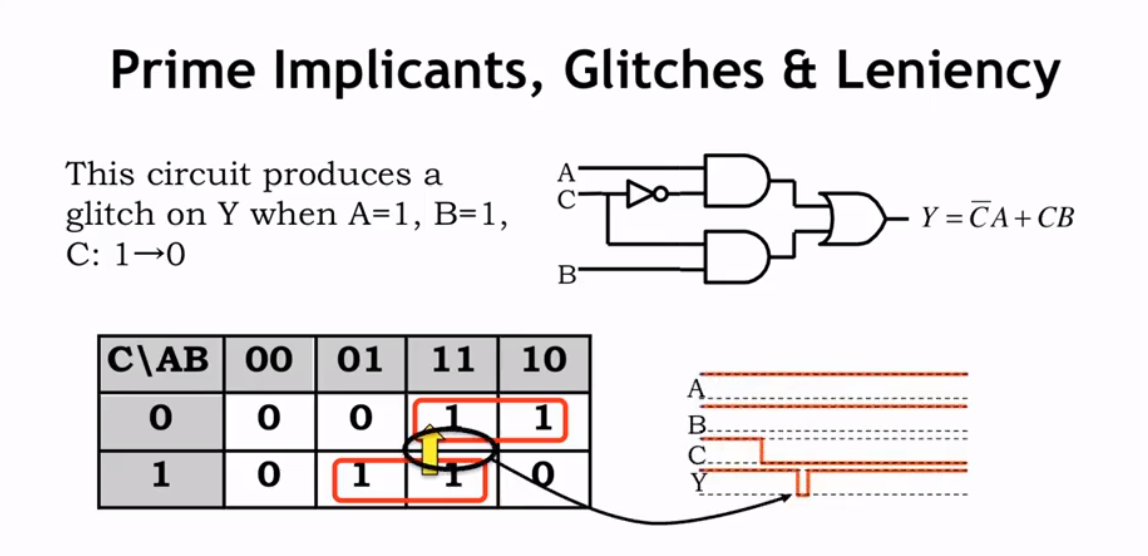 Prime Implicants, Glitches & Leniency
This circuit produces a
glitch on Y when A=1, B=1,
C: 1→0
A
C
B
Y = C̅A + CB
C\AB 00 01 11 10
0 0 0 1 1
1 0 1 1 0
A
B
C
Y